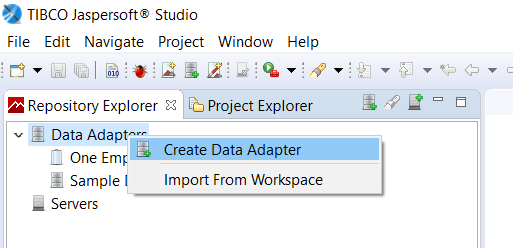 TIBCO Jaspersoft® Studio
File Edit Navigate Project Window Help
010
Repository Explorer Project Explorer
Data Adapters
Create Data Adapter
One Emp
Sample
Import From Workspace
Servers